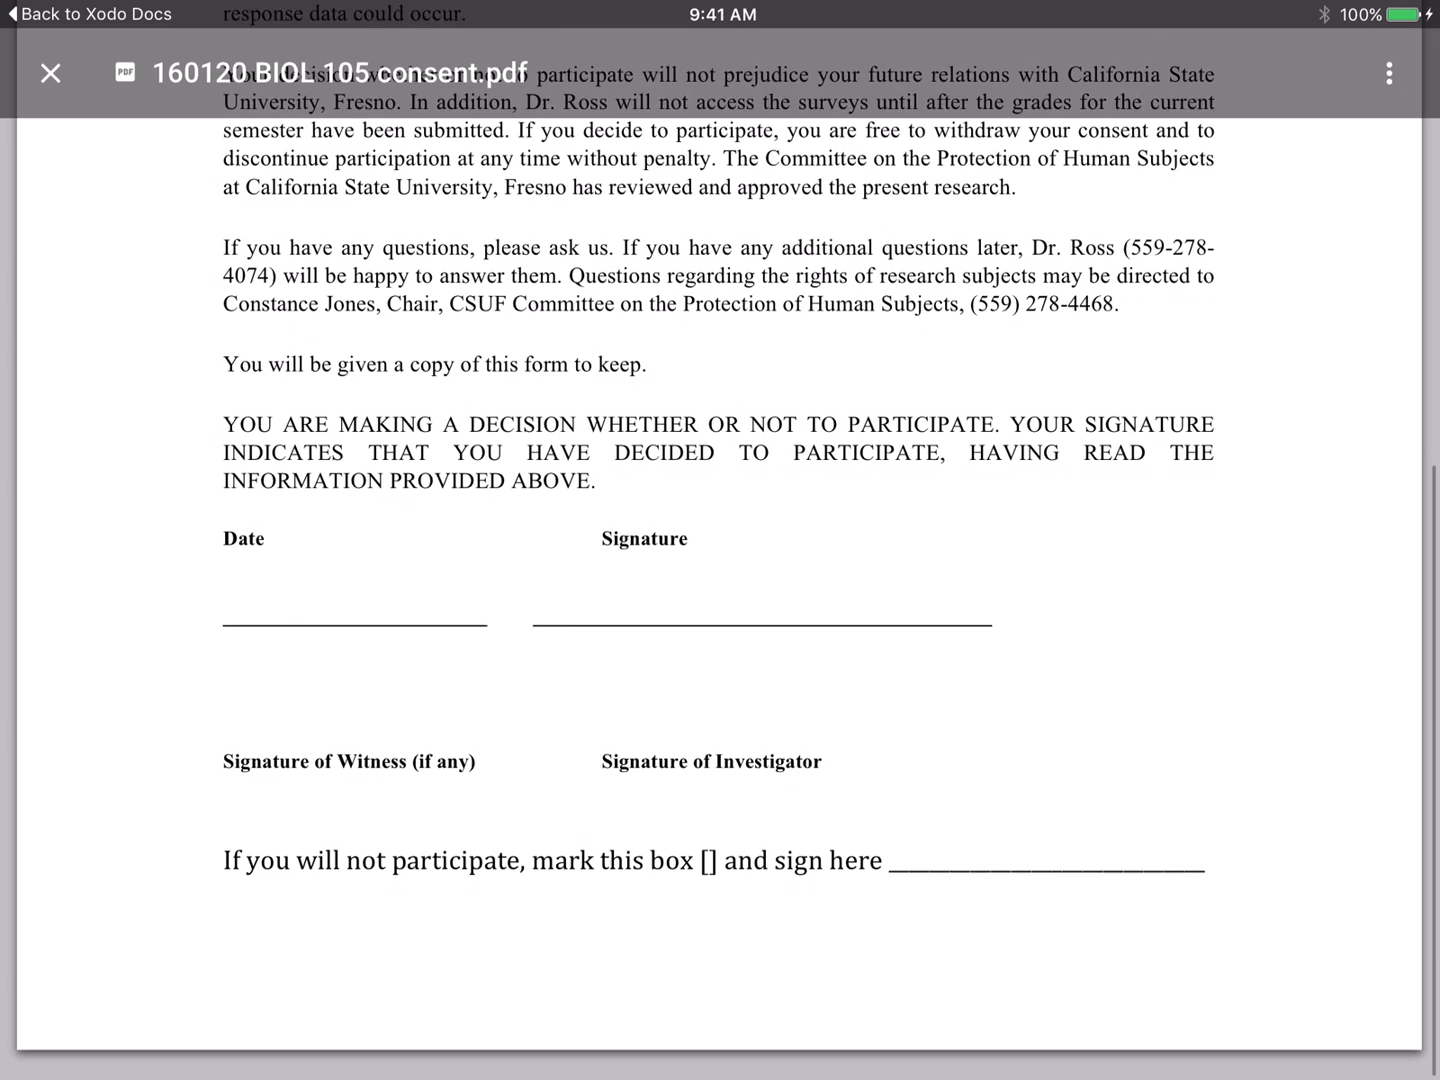 Back to Xodo Docs
9:41 AM
100%
response data could occur.
PDF
160120 BIOL 105 consent.pdf
participate will not prejudice your future relations with California State
University, Fresno. In addition, Dr. Ross will not access the surveys until after the grades for the current
semester have been submitted. If you decide to participate, you are free to withdraw your consent and to
discontinue participation at any time without penalty. The Committee on the Protection of Human Subjects
at California State University, Fresno has reviewed and approved the present research.
If you have any questions, please ask us. If you have any additional questions later, Dr. Ross (559-278-
4074) will be happy to answer them. Questions regarding the rights of research subjects may be directed to
Constance Jones, Chair, CSUF Committee on the Protection of Human Subjects, (559) 278-4468.
You will be given a copy of this form to keep.
YOU ARE MAKING A DECISION WHETHER OR NOT TO PARTICIPATE. YOUR SIGNATURE
INDICATES THAT YOU HAVE DECIDED TO PARTICIPATE, HAVING READ THE
INFORMATION PROVIDED ABOVE.
Date Signature
Signature of Witness (if any) Signature of Investigator
If you will not participate, mark this box [] and sign here ____________________________